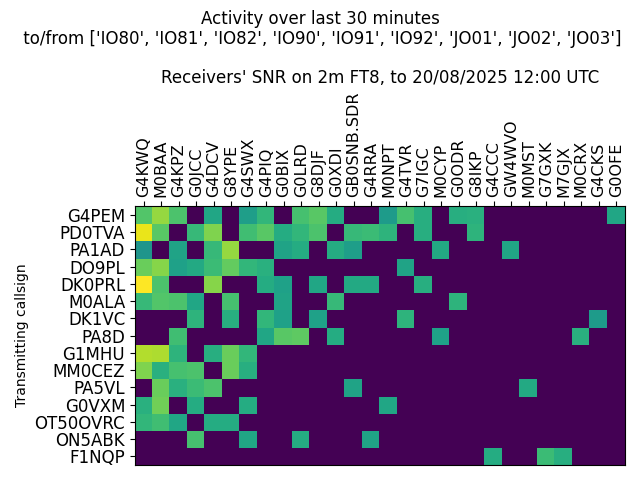 Activity over last 30 minutes
to/from ['IO80', 'IO81', 'IO82', 'IO90', 'IO91', 'IO92', 'JO01', 'JO02', 'JO03']
Receivers' SNR on 2m FT8, to 20/08/2025 12:00 UTC
G4KWQ
M0BAA
G4KPZ
G0JCC
G4DCV
G8YPE
G4SWX
G4PIQ
G0BIX
G0LRD
G8DJF
G0XDI
GB0SNB.SDR
G4RRA
M0NPT
G4TVR
G7IGC
M0CYP
G0ODR
G8IKP
G4CCC
GW4WVO
M0MST
G7GXK
M7GJX
M0CRX
G4CKS
G0OFE
Transmitting callsign
G4PEM
PD0TVA
PA1AD
DO9PL
DK0PRL
M0ALA
DK1VC
PA8D
G1MHU
MM0CEZ
PA5VL
G0VXM
OT50OVRC
ON5ABK
F1NQP